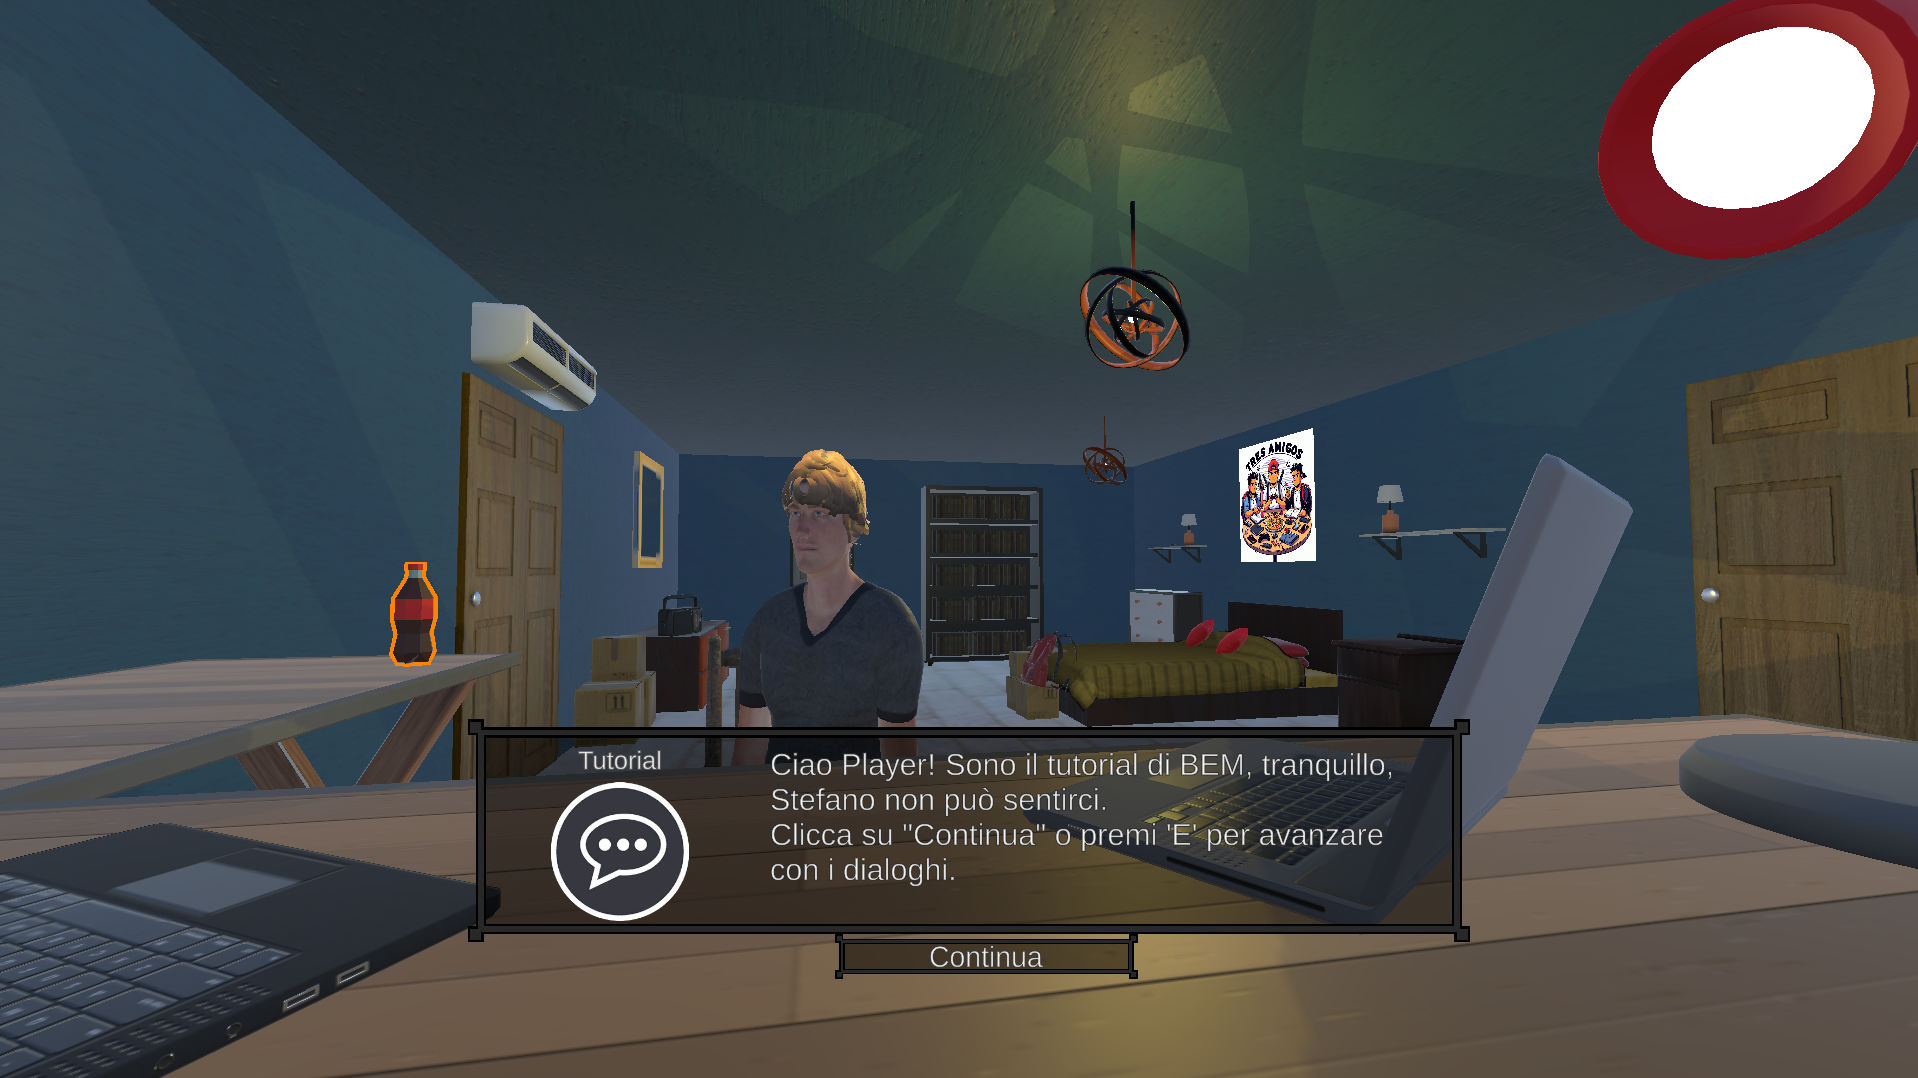 TRES AMIGOS
Tutorial
Ciao Player! Sono il tutorial di BEM, tranquillo,
Stefano non può sentirci.
Clicca su "Continua" o premi 'E' per avanzare
con i dialoghi.
Continua